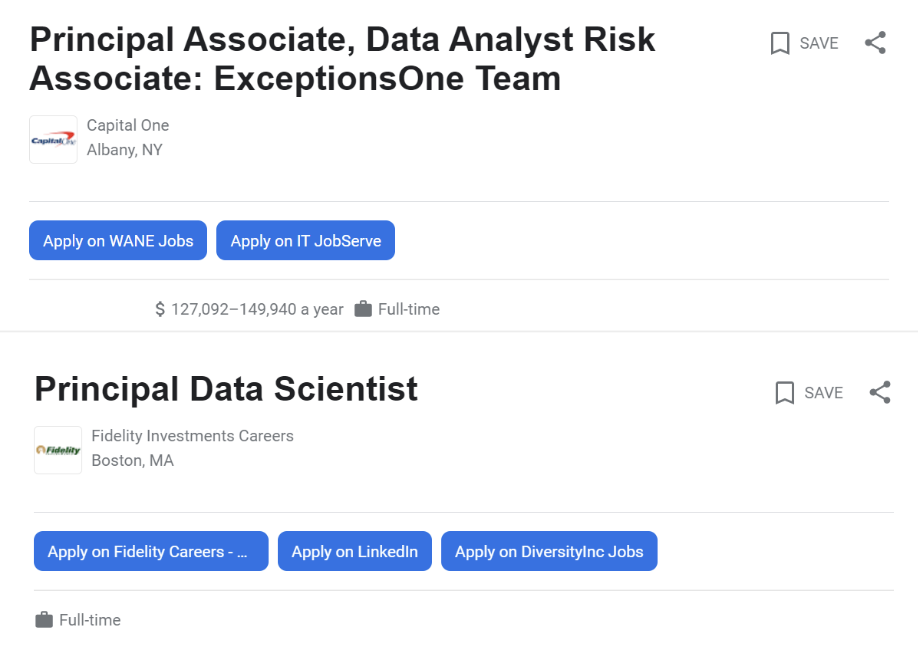 Principal Associate, Data Analyst Risk
Associate: ExceptionsOne Team
SAVE
CapitalOne
Capital One
Albany, NY
Apply on WANE Jobs
Apply on IT JobServe
$ 127,092–149,940 a year
Full-time
Principal Data Scientist
SAVE
Fidelity
Fidelity Investments Careers
Boston, MA
Apply on Fidelity Careers - ...
Apply on LinkedIn
Apply on DiversityInc Jobs
Full-time